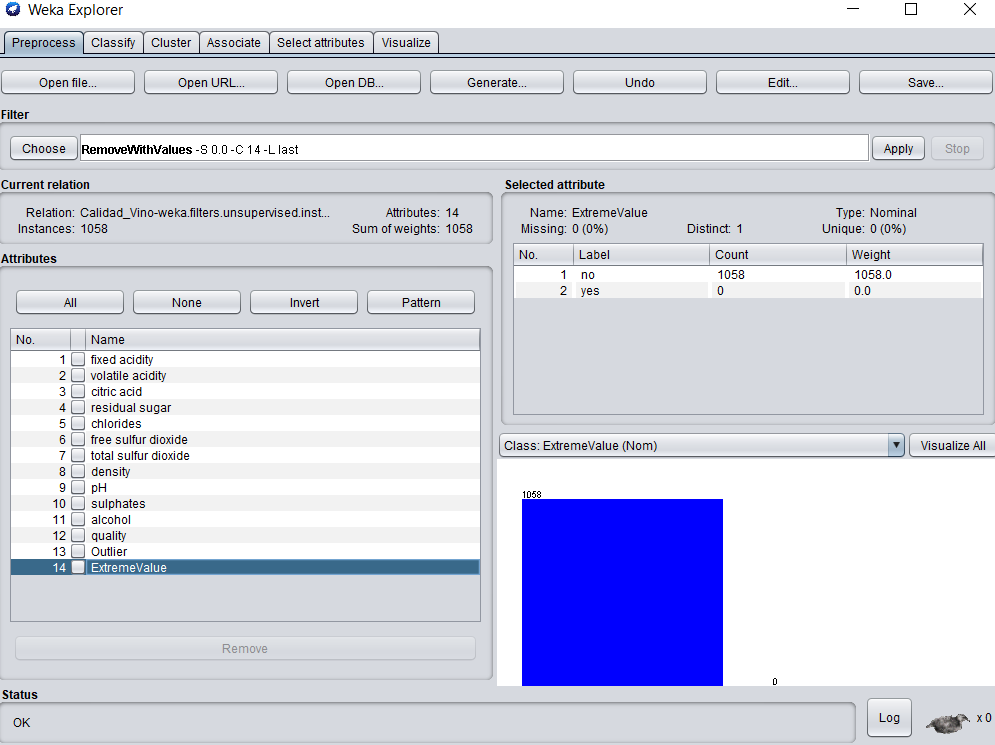 Weka Explorer
Preprocess Classify Cluster Associate Select attributes Visualize
Open file... Open URL... Open DB... Generate... Undo Edit... Save...
Filter
Choose RemoveWithValues -S 0.0 -C 14 -L last Apply Stop
Current relation
Relation: Calidad_Vino-weka.filters.unsupervised.inst... Attributes: 14
Instances: 1058 Sum of weights: 1058
Attributes
All None Invert Pattern
No. Name
1 fixed acidity
2 volatile acidity
3 citric acid
4 residual sugar
5 chlorides
6 free sulfur dioxide
7 total sulfur dioxide
8 density
9 pH
10 sulphates
11 alcohol
12 quality
13 Outlier
14 ExtremeValue
Remove
Selected attribute
Name: ExtremeValue Type: Nominal
Missing: 0 (0%) Distinct: 1 Unique: 0 (0%)
No. Label Count Weight
1 no 1058 1058.0
2 yes 0 0.0
Class: ExtremeValue (Nom) Visualize All
1058
0
Status
OK Log x 0